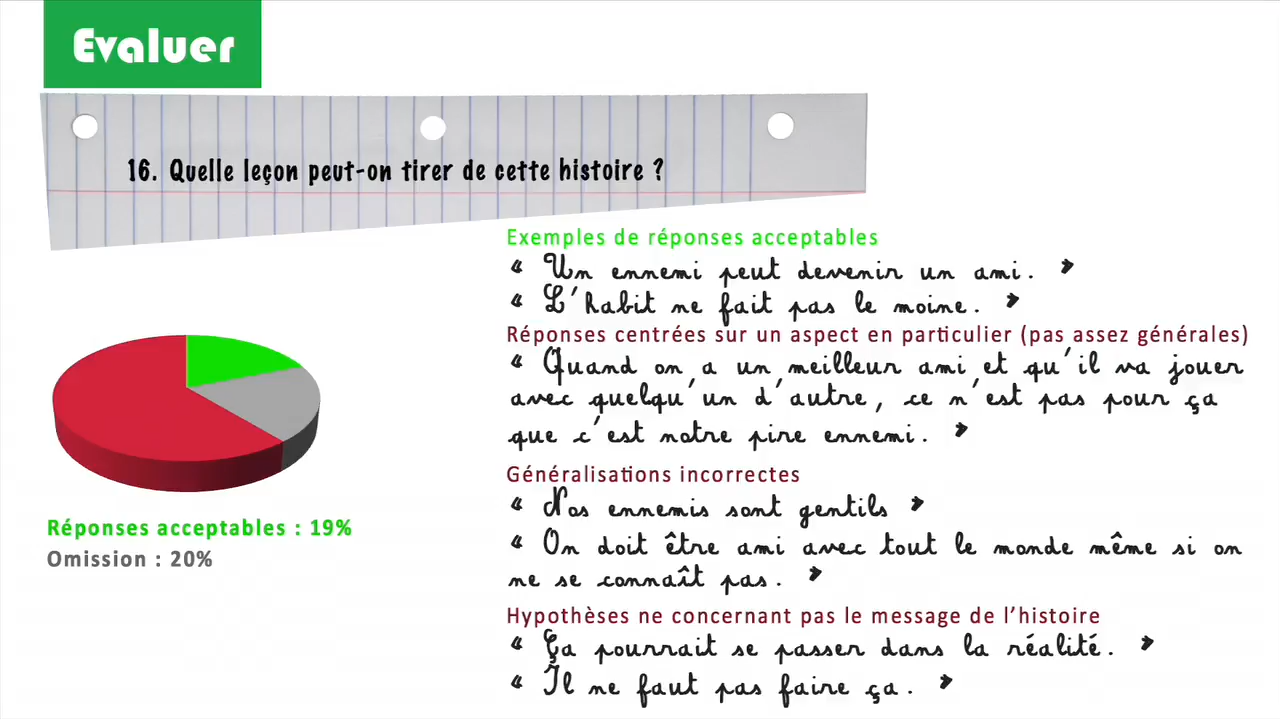 Evaluer
16. Quelle leçon peut-on tirer de cette histoire ?
Exemples de réponses acceptables
« Un ennemi peut devenir un ami. »
« L'habit ne fait pas le moine. »
Réponses centrées sur un aspect en particulier (pas assez générales)
« Quand on a un meilleur ami et qu'il va jouer
avec quelqu'un d'autre, ce n'est pas pour ça
que c'est notre pire ennemi. »
Généralisations incorrectes
« Nos ennemis sont gentils »
« On doit être ami avec tout le monde même si on
ne se connaît pas. »
Hypothèses ne concernant pas le message de l'histoire
« Ça pourrait se passer dans la réalité. »
« Il ne faut pas faire ça. »
Réponses acceptables : 19%
Omission : 20%